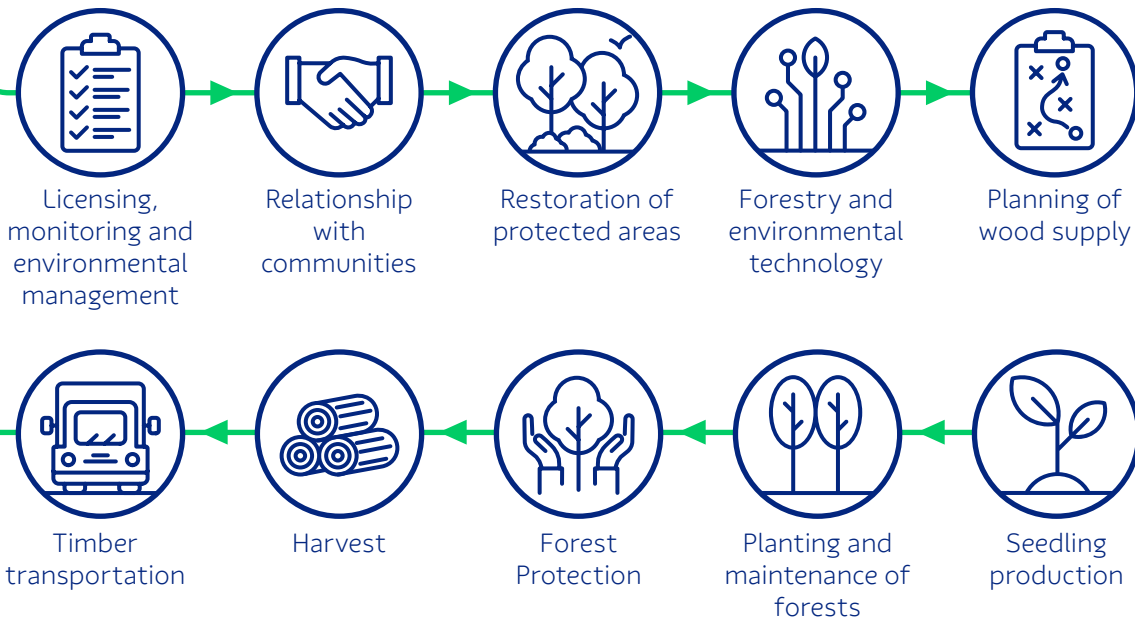 Licensing,
monitoring and
environmental
management
Relationship
with
communities
Restoration of
protected areas
Forestry and
environmental
technology
Planning of
wood supply
Timber
transportation
Harvest
Forest
Protection
Planting and
maintenance of
forests
Seedling
production